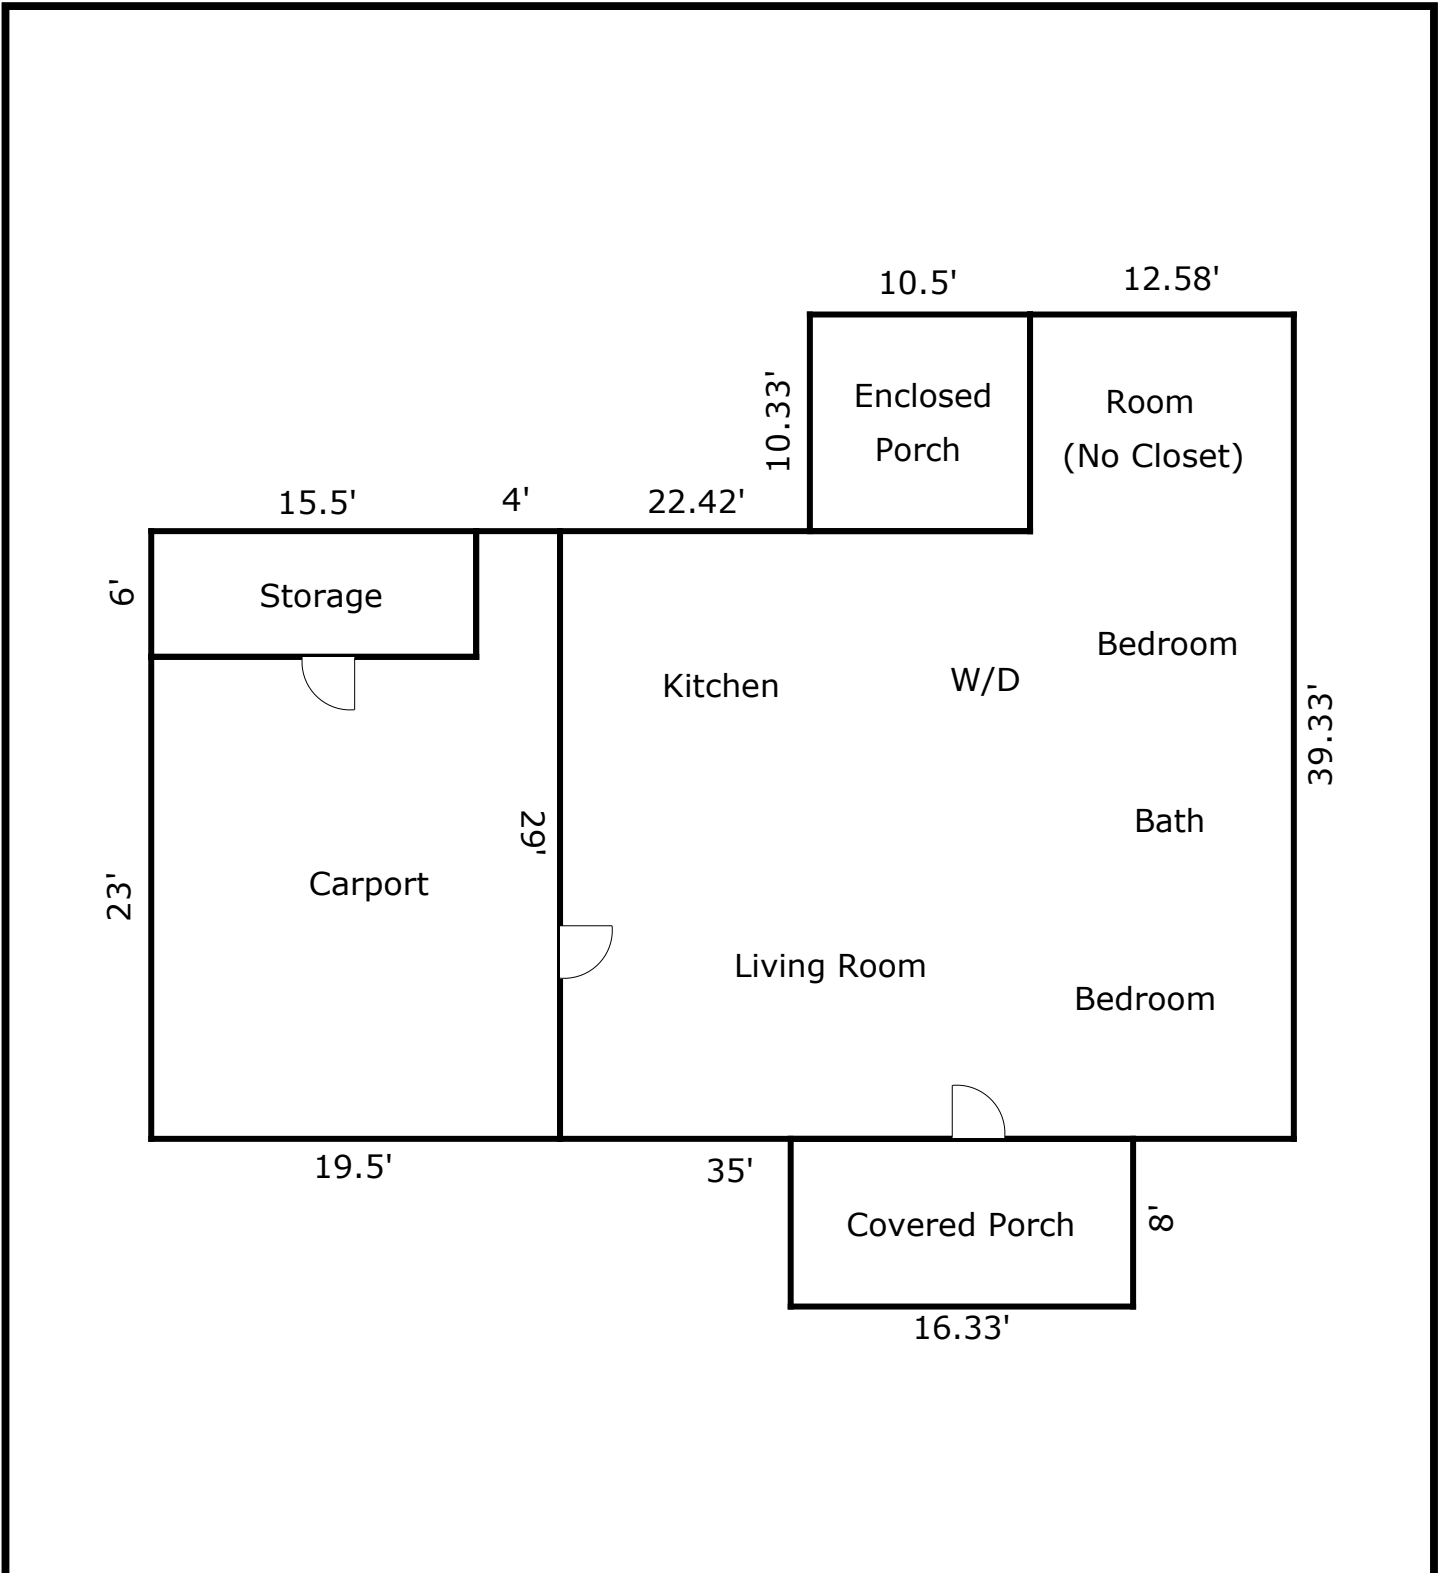 10.5'
12.58'
10.33'
Enclosed
Porch
Room
(No Closet)
15.5'
4'
22.42'
6'
Storage
Kitchen
W/D
Bedroom
39.33'
29'
Bath
23'
Carport
Living Room
Bedroom
19.5'
35'
Covered Porch
8'
16.33'